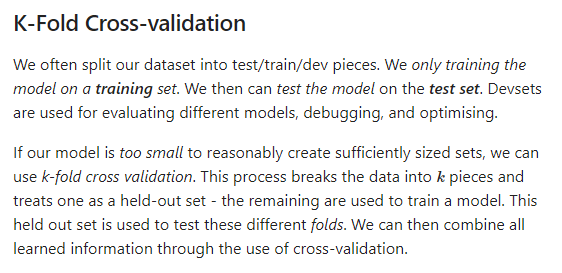 K-Fold Cross-validation
We often split our dataset into test/train/dev pieces. We only training the
model on a training set. We then can test the model on the test set. Devsets
are used for evaluating different models, debugging, and optimising.
If our model is too small to reasonably create sufficiently sized sets, we can
use k-fold cross validation. This process breaks the data into k pieces and
treats one as a held-out set - the remaining are used to train a model. This
held out set is used to test these different folds. We can then combine all
learned information through the use of cross-validation.